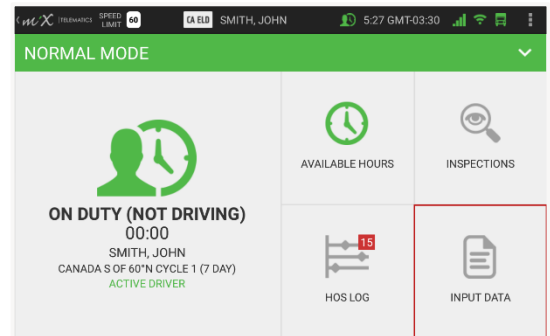 miX TELEMATICS SPEED LIMIT 60 CA ELD SMITH, JOHN 5:27 GMT-03:30
NORMAL MODE
AVAILABLE HOURS
INSPECTIONS
ON DUTY (NOT DRIVING)
00:00
SMITH, JOHN
CANADA S OF 60°N CYCLE 1 (7 DAY)
ACTIVE DRIVER
15
HOS LOG
INPUT DATA